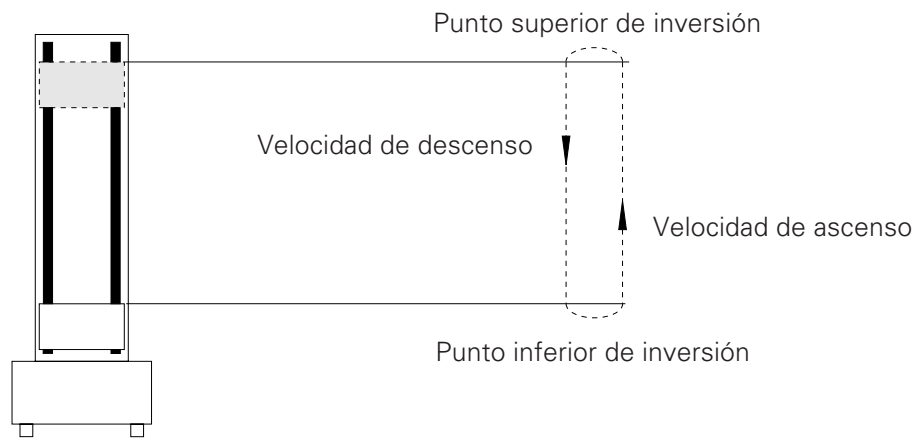 Punto superior de inversión
Velocidad de descenso
Velocidad de ascenso
Punto inferior de inversión